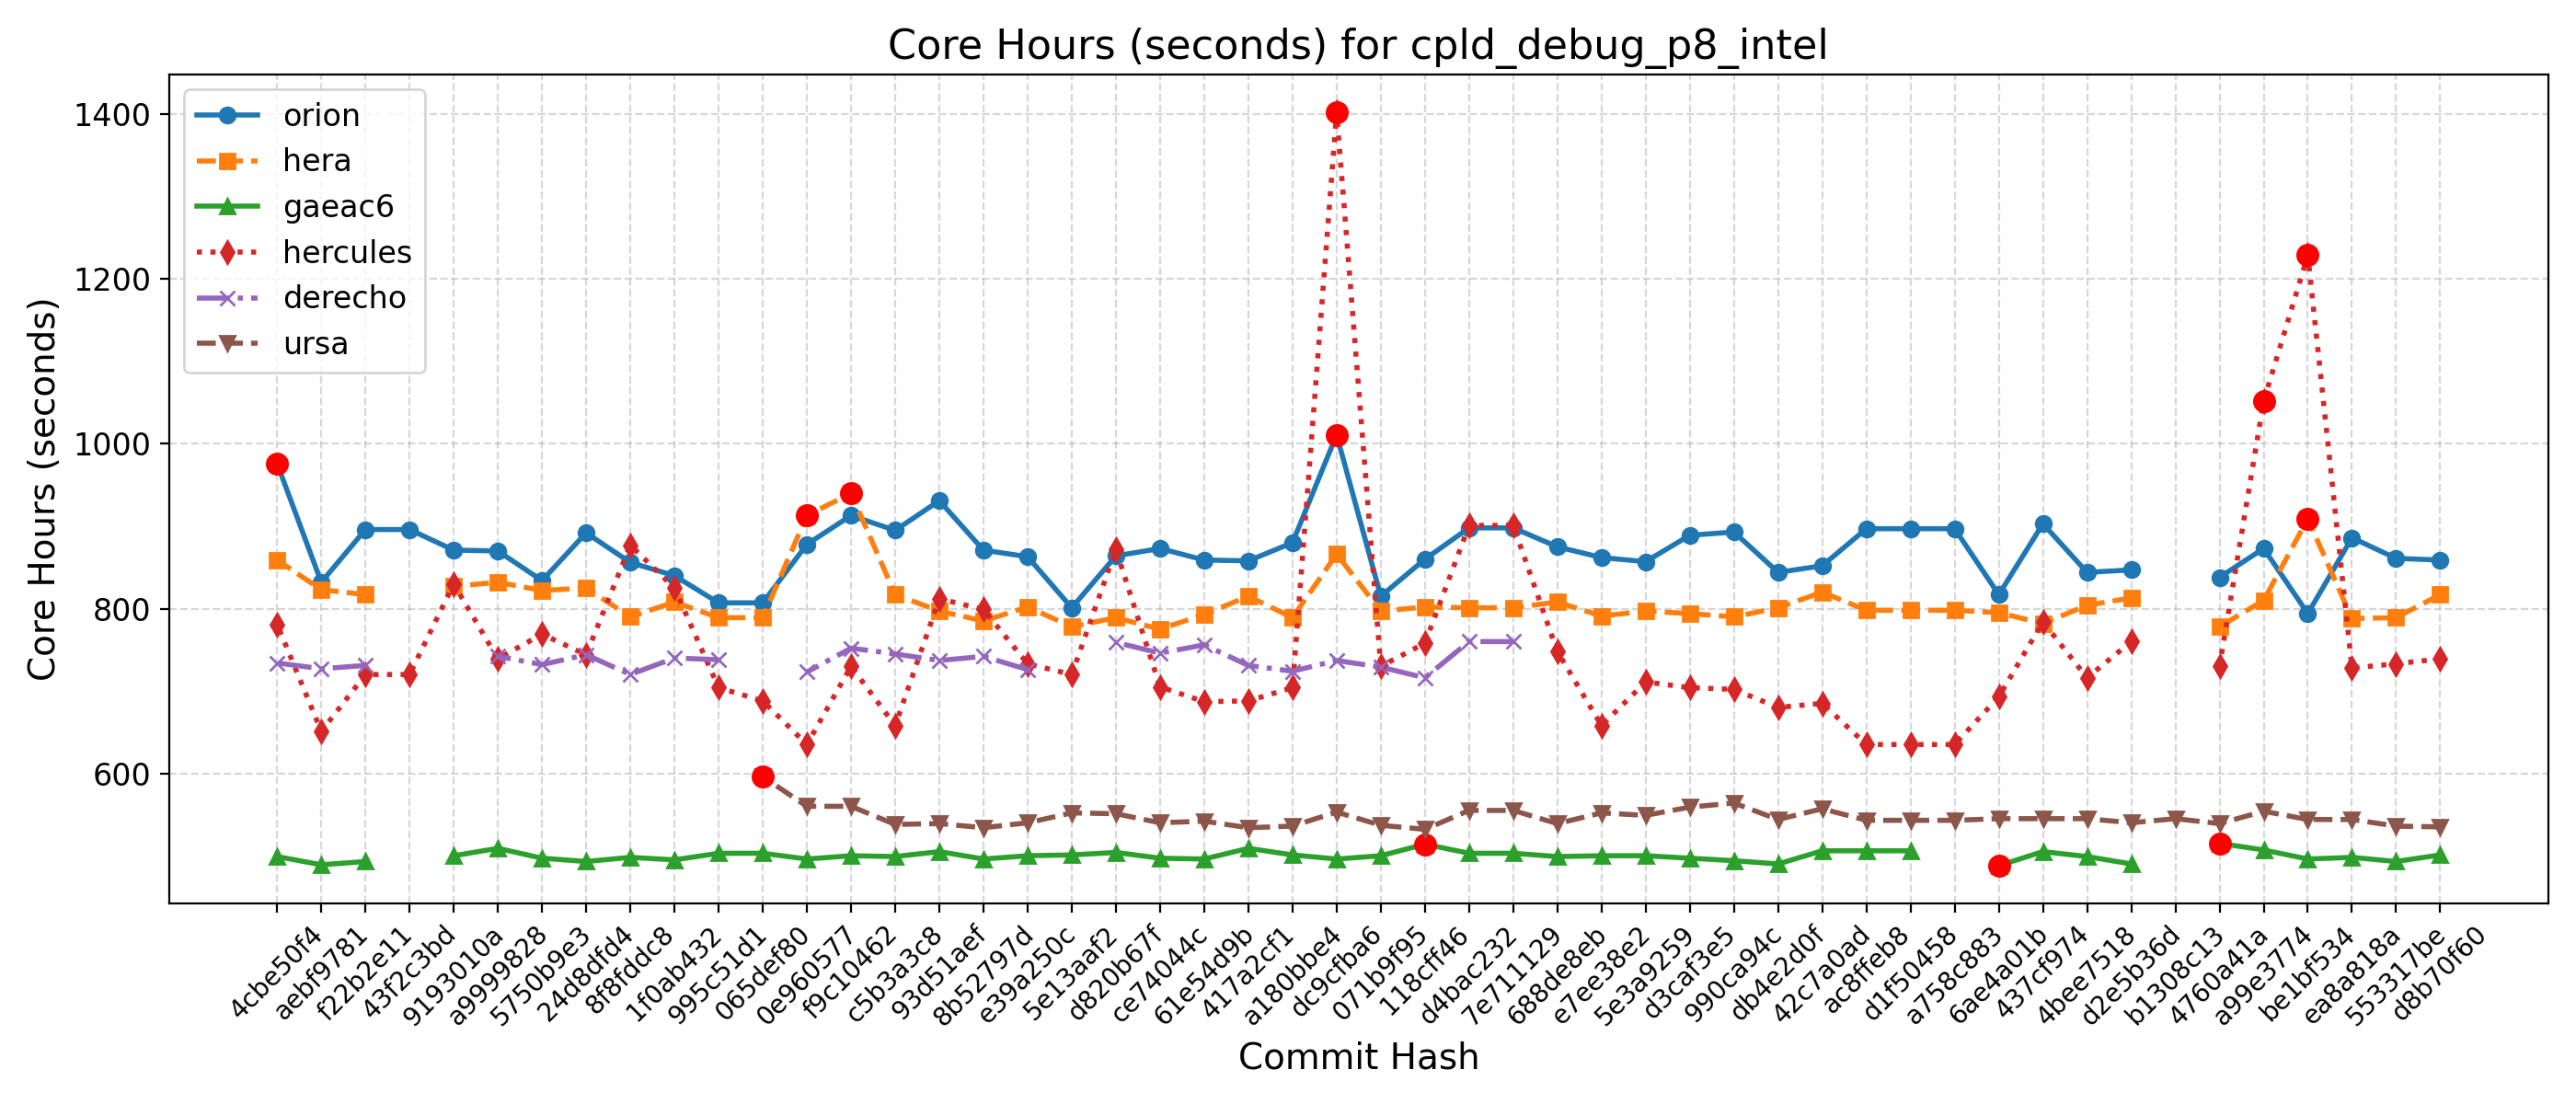 Core Hours (seconds) for cpld_debug_p8_intel
orion
hera
gaeac6
hercules
derecho
ursa
Core Hours (seconds)
1400
1200
1000
800
600
4cbe50f4
aebf9781
f22b2e11
43f2c3bd
9193010a
a9999828
5750b9e3
24d8dfd4
8f8fddc8
1f0ab432
995c51d1
065def80
0e960577
f9c10462
c5b3a3c8
93d51aef
8b52797d
e39a250c
5e13aaf2
d820b67f
ce74044c
61e54d9b
417a2cf1
a180bbe4
dc9cfba6
071b9f95
118cff46
d4bac232
7e711129
688de8eb
e7ee38e2
5e3a9259
d3caf3e5
990ca94c
db4e2d0f
42c7a0ad
ac8ffeb8
d1f50458
a758c883
6ae4a01b
437cf974
4bee7518
d2e5b36d
b1308c13
4760a41a
a99e3774
be1bf534
ea8a818a
553317be
d8b70f60
Commit Hash